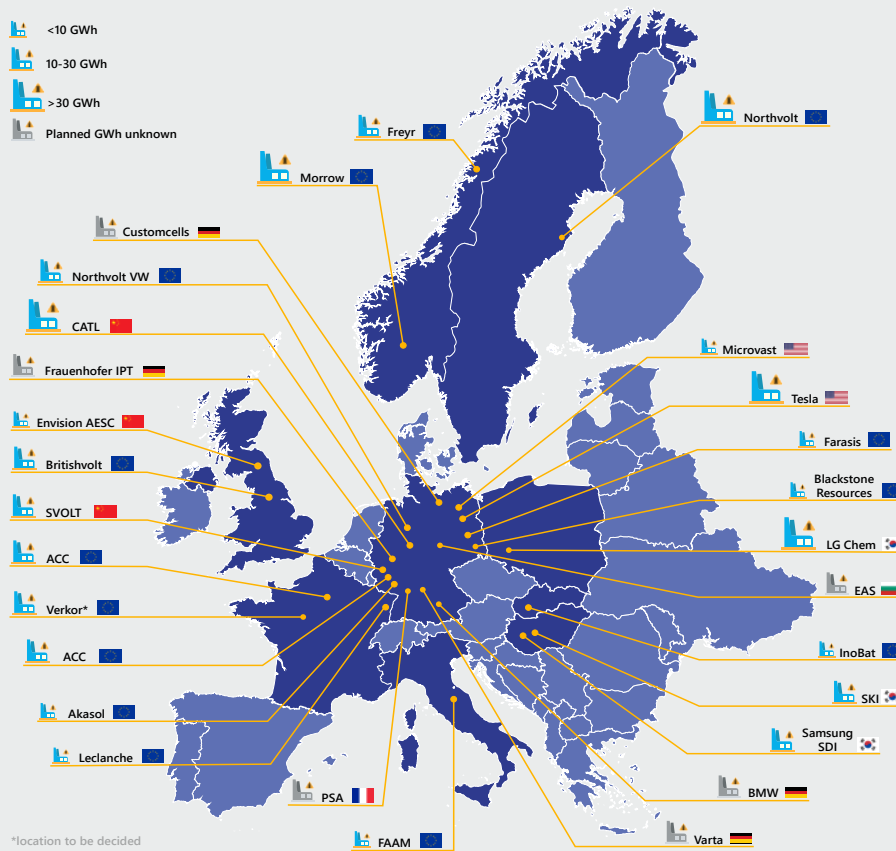 <10 GWh
10-30 GWh
>30 GWh
Planned GWh unknown
Freyr
Northvolt
Morrow
Customcells
Northvolt VW
CATL
Frauenhofer IPT
Envision AESC
Britishvolt
SVOLT
ACC
Verkor*
ACC
Akasol
Leclanche
PSA
FAAM
Microvast
Tesla
Farasis
Blackstone
Resources
LG Chem
EAS
InoBat
SKI
Samsung
SDI
BMW
Varta
*location to be decided